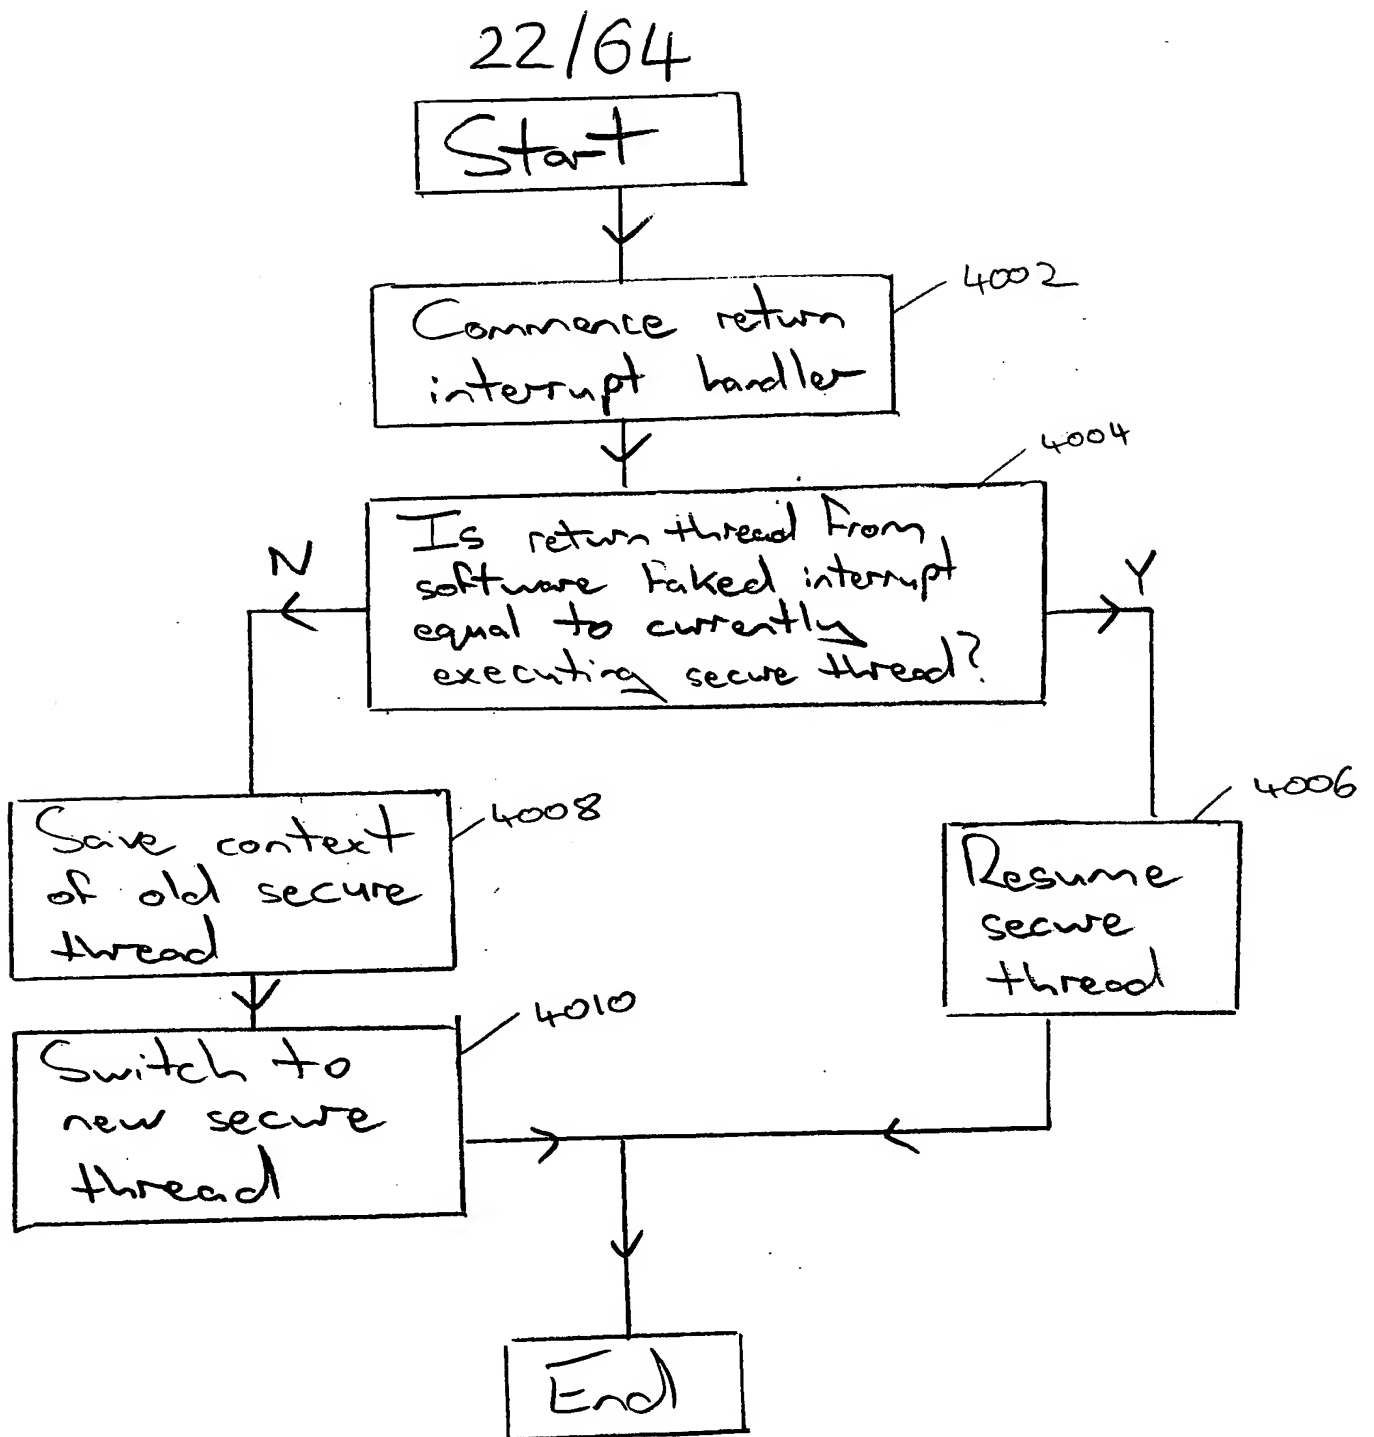 22/64
Start
Commence return
interrupt handler
4002
4004
Is return thread from
software faked interrupt
equal to currently
executing secure thread?
N
Y
Save context
of old secure
thread
4008
4006
Resume
secure
thread
4010
Switch to
new secure
thread
End